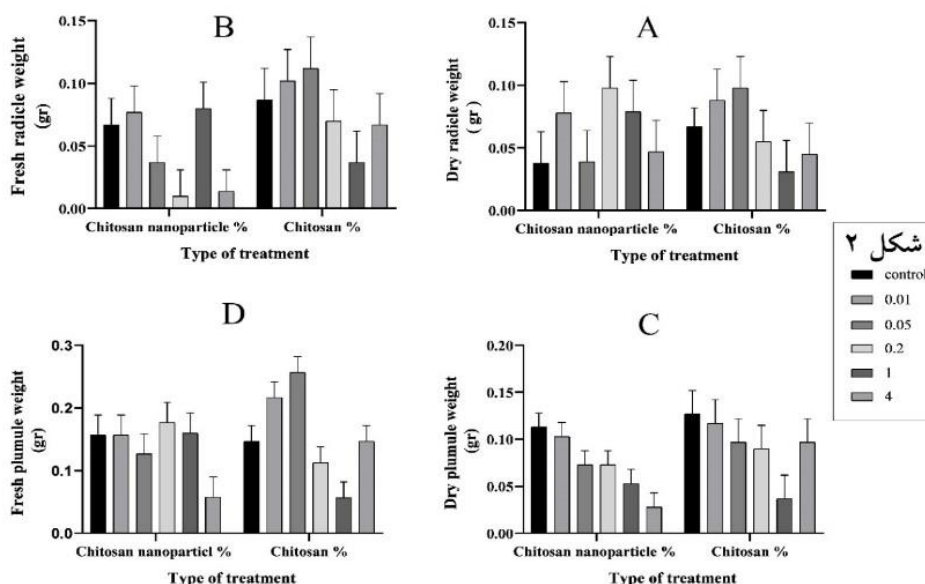 B
Fresh radicle weight
(gr)
0.15
0.10
0.05
0.00
Chitosan nanoparticle %
Chitosan %
Type of treatment
A
Dry radicle weight
( gr )
0.15
0.10
0.05
0.00
Chitosan nanoparticle %
Chitosan %
Type of treatment
شکل ۲
control
0.01
0.05
0.2
1
4
D
Fresh plumule weight
(gr)
0.3
0.2
0.1
0.0
Chitosan nanoparticl %
Chitosan %
Type of treatment
C
Dry plumule weight
(gr)
0.20
0.15
0.10
0.05
0.00
Chitosan nanoparticle %
Chitosan %
Type of treatment